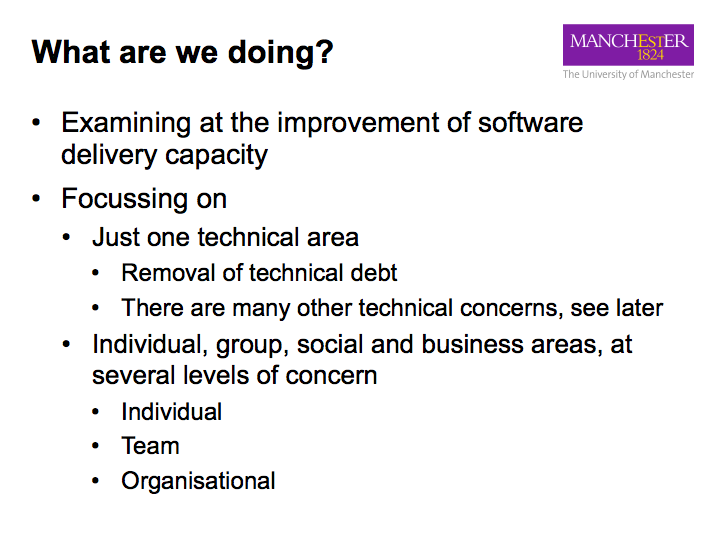 What are we doing?
MANCHEsTER
1824
The University of Manchester
• Examining at the improvement of software
delivery capacity
• Focussing on
• Just one technical area
• Removal of technical debt
• There are many other technical concerns, see later
• Individual, group, social and business areas, at
several levels of concern
• Individual
• Team
• Organisational